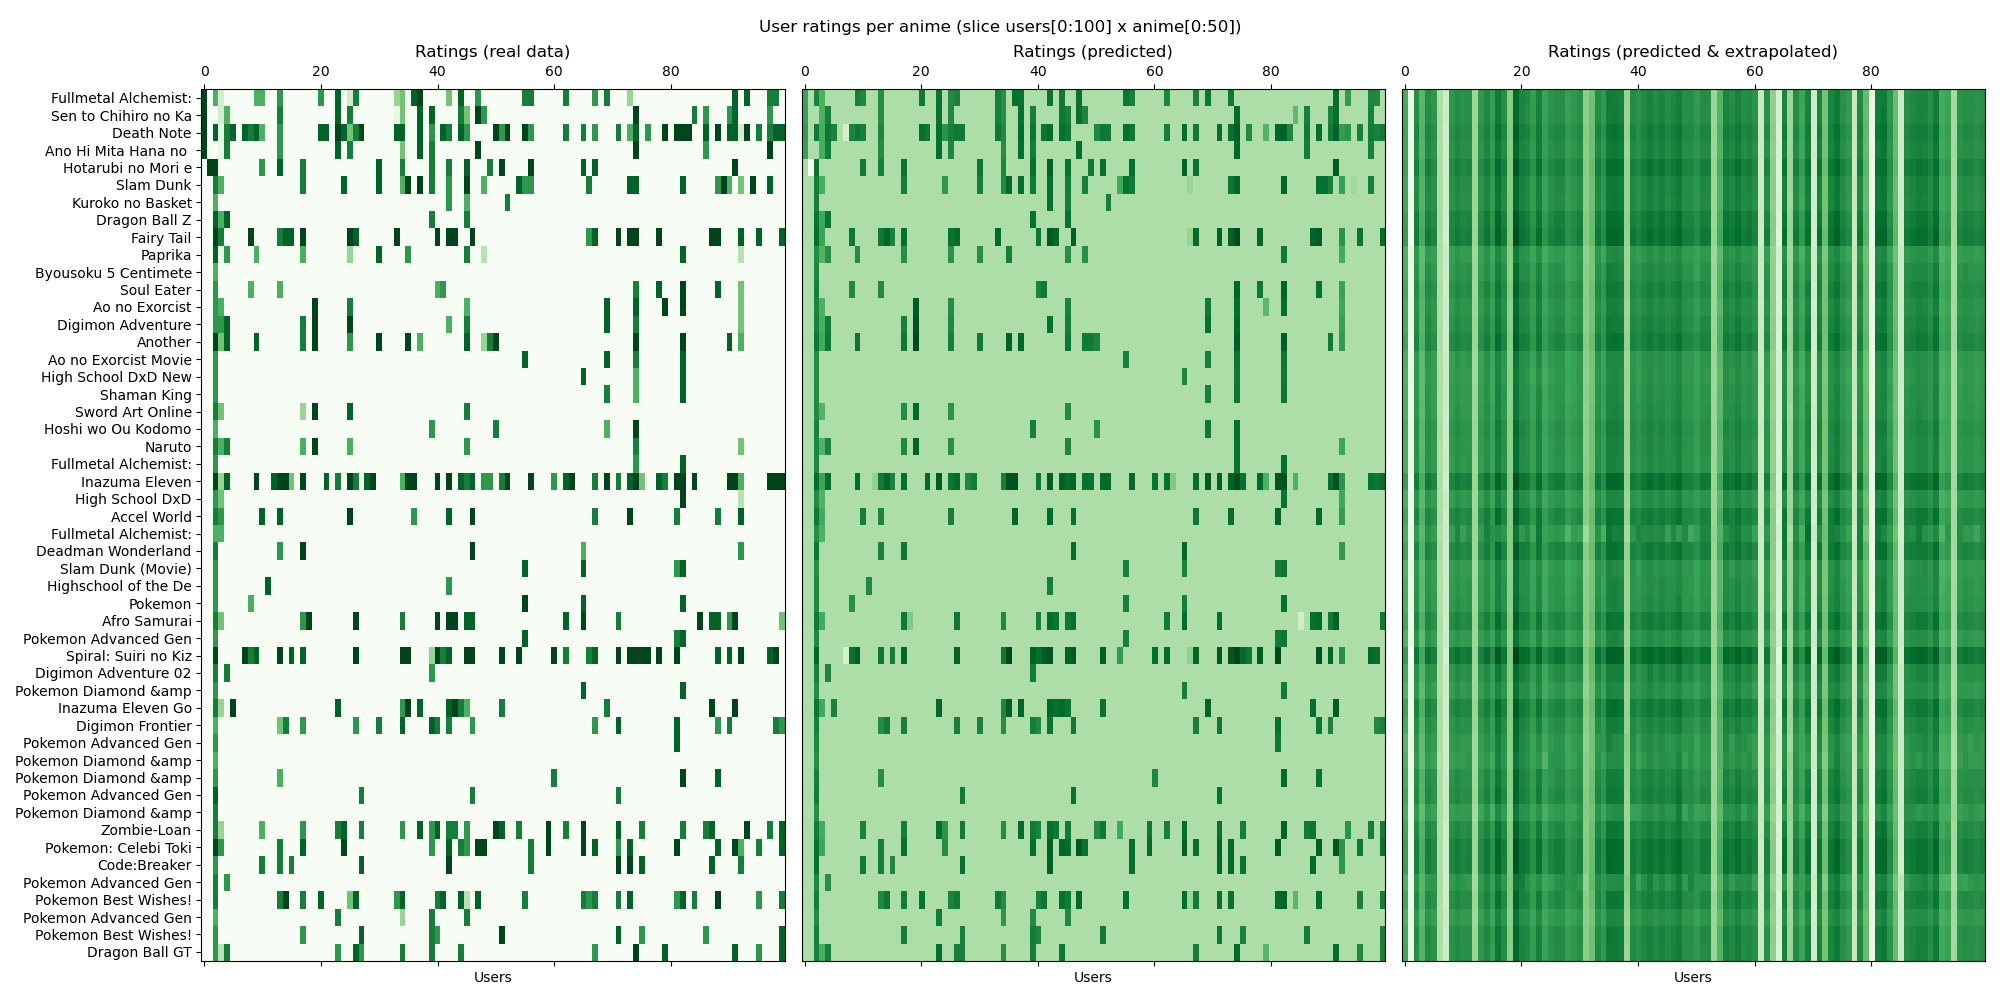 User ratings per anime (slice users[0:100] x anime[0:50])
Ratings (real data)
Ratings (predicted)
Ratings (predicted & extrapolated)
0 20 40 60 80
0 20 40 60 80
0 20 40 60 80
Fullmetal Alchemist:
Sen to Chihiro no Ka
Death Note
Ano Hi Mita Hana no
Hotarubi no Mori e
Slam Dunk
Kuroko no Basket
Dragon Ball Z
Fairy Tail
Paprika
Byousoku 5 Centimete
Soul Eater
Ao no Exorcist
Digimon Adventure
Another
Ao no Exorcist Movie
High School DxD New
Shaman King
Sword Art Online
Hoshi wo Ou Kodomo
Naruto
Fullmetal Alchemist:
Inazuma Eleven
High School DxD
Accel World
Fullmetal Alchemist:
Deadman Wonderland
Slam Dunk (Movie)
Highschool of the De
Pokemon
Afro Samurai
Pokemon Advanced Gen
Spiral: Suiri no Kiz
Digimon Adventure 02
Pokemon Diamond &amp
Inazuma Eleven Go
Digimon Frontier
Pokemon Advanced Gen
Pokemon Diamond &amp
Pokemon Diamond &amp
Pokemon Advanced Gen
Pokemon Diamond &amp
Zombie-Loan
Pokemon: Celebi Toki
Code:Breaker
Pokemon Advanced Gen
Pokemon Best Wishes!
Pokemon Advanced Gen
Pokemon Best Wishes!
Dragon Ball GT
Users
Users
Users